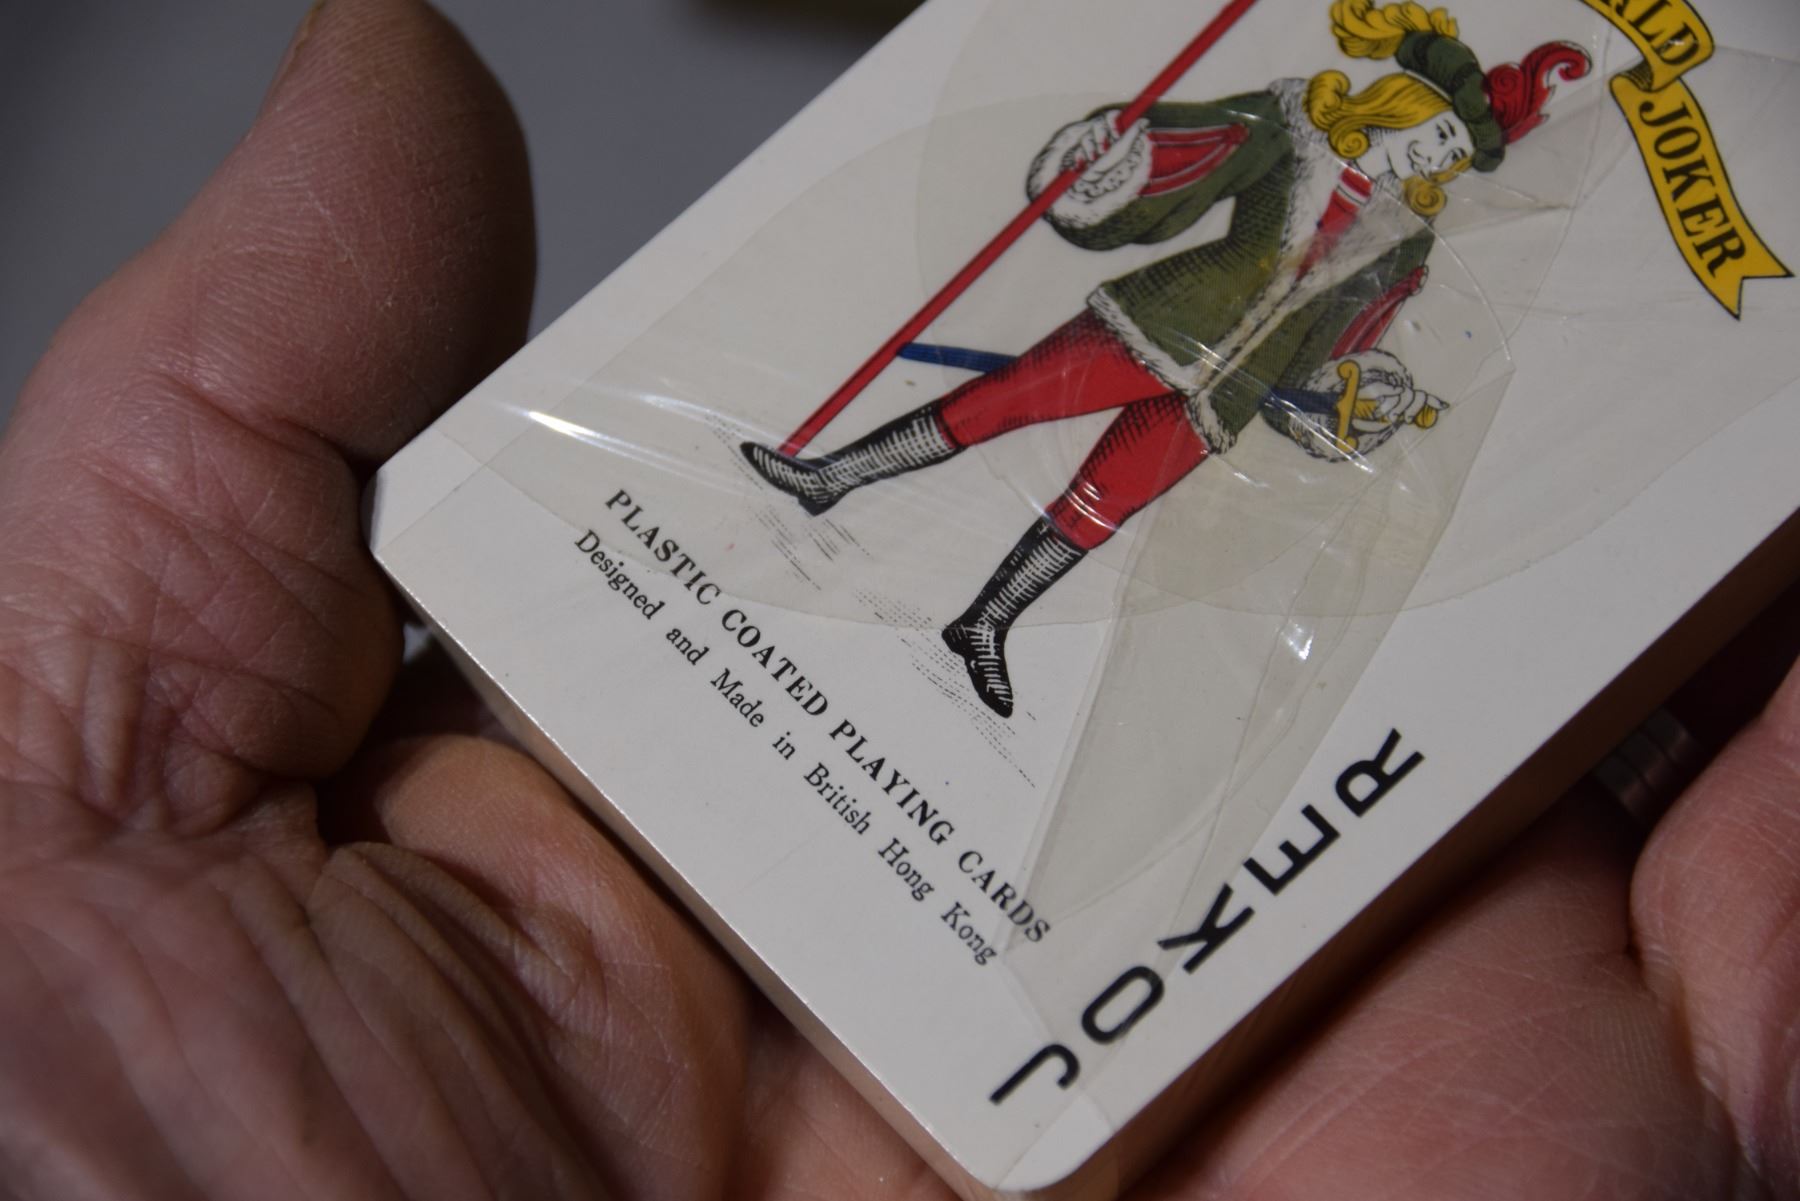 JOKER
PLASTIC COATED PLAYING CARDS
Designed and Made in British Hong Kong
JOKER